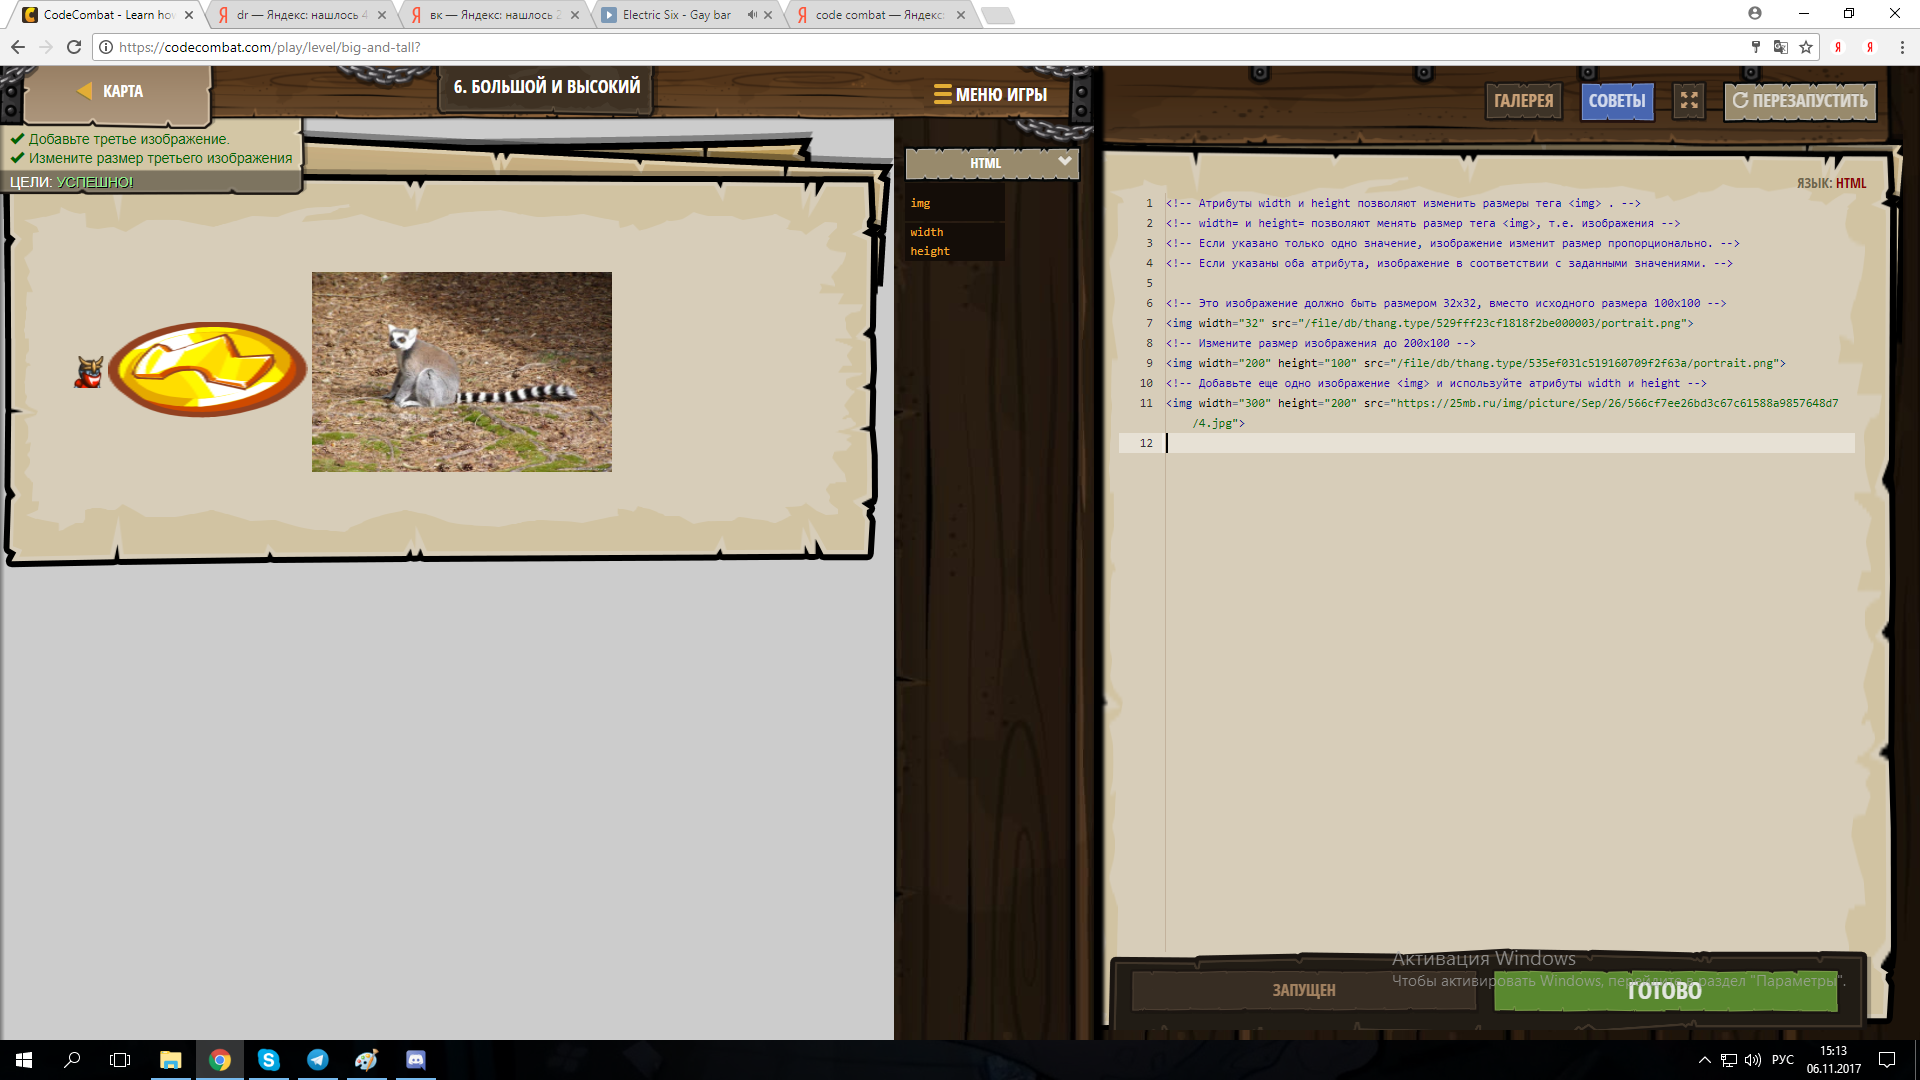 CodeCombat - Learn how
dr — Яндекс: нашлось 4
вк — Яндекс: нашлось 2
Electric Six - Gay bar
code combat — Яндекс:
https://codecombat.com/play/level/big-and-tall?
КАРТА
6. БОЛЬШОЙ И ВЫСОКИЙ
МЕНЮ ИГРЫ
ГАЛЕРЕЯ
СОВЕТЫ
ПЕРЕЗАПУСТИТЬ
Добавьте третье изображение.
Измените размер третьего изображения
ЦЕЛИ: УСПЕШНО!
HTML
img
width
height
ЯЗЫК: HTML
1 <!-- Атрибуты width и height позволяют изменить размеры тега <img> . -->
2 <!-- width= и height= позволяют менять размер тега <img>, т.е. изображения -->
3 <!-- Если указано только одно значение, изображение изменит размер пропорционально. -->
4 <!-- Если указаны оба атрибута, изображение в соответствии с заданными значениями. -->
5
6 <!-- Это изображение должно быть размером 32x32, вместо исходного размера 100x100 -->
7 <img width="32" src="/file/db/thang.type/529fff23cf1818f2be000003/portrait.png">
8 <!-- Измените размер изображения до 200x100 -->
9 <img width="200" height="100" src="/file/db/thang.type/535ef031c519160709f2f63a/portrait.png">
10 <!-- Добавьте еще одно изображение <img> и используйте атрибуты width и height -->
11 <img width="300" height="200" src="https://25mb.ru/img/picture/Sep/26/566cf7ee26bd3c67c61588a9857648d7
/4.jpg">
12
Активация Windows
Чтобы активировать Windows, перейдите в раздел "Параметры".
ЗАПУЩЕН
ГОТОВО
РУС
15:13
06.11.2017